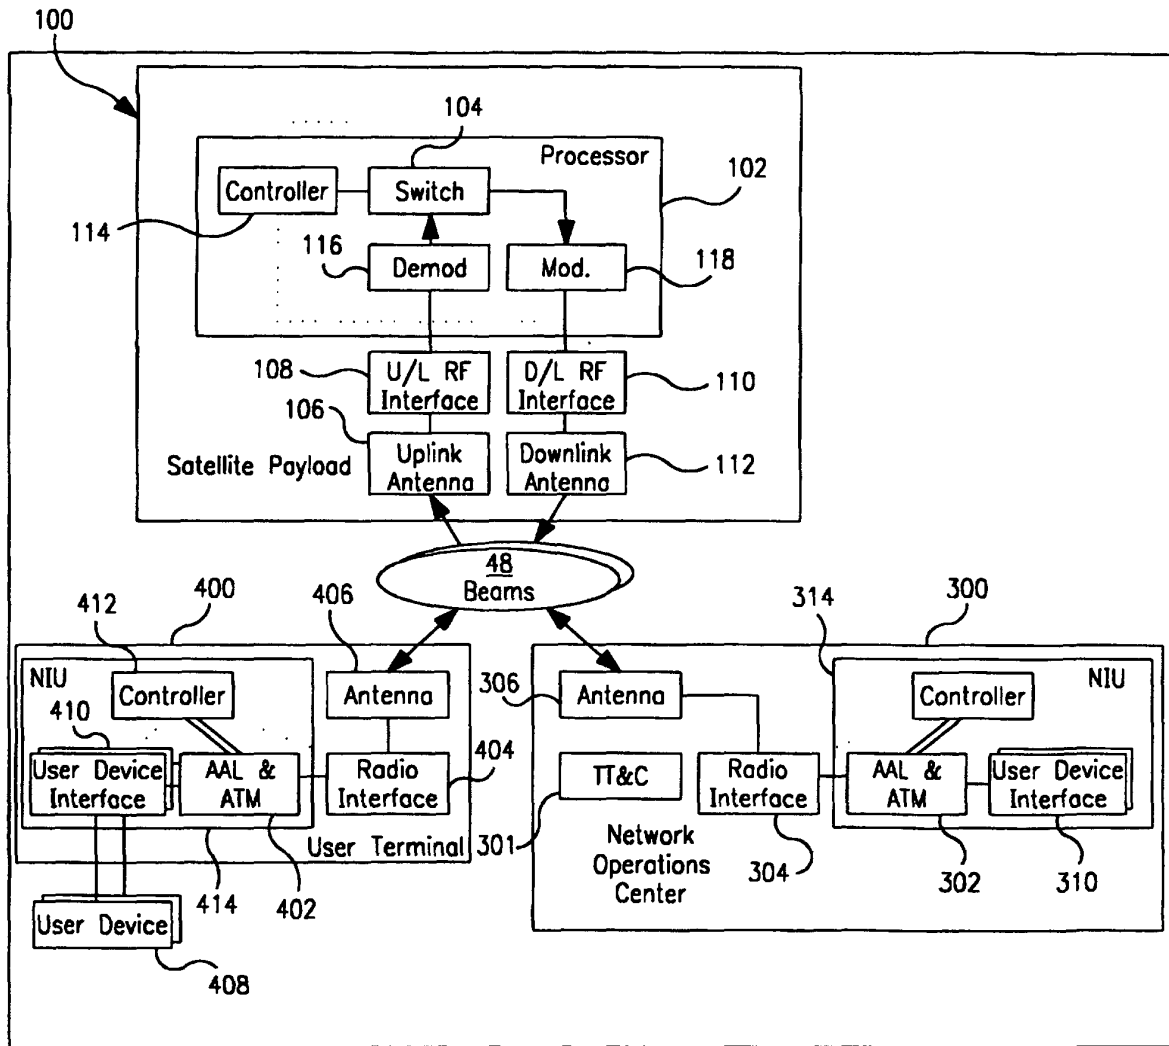 100
104
Processor
102
Controller
Switch
114
116
Demod
Mod.
118
108
U/L RF
Interface
D/L RF
Interface
110
106
Uplink
Antenna
Downlink
Antenna
112
Satellite Payload
48
Beams
400
412
406
NIU
Controller
Antenna
410
User Device
Interface
AAL &
ATM
Radio
Interface
404
User Terminal
414
402
User Device
408
314
300
306
Antenna
NIU
Controller
TT&C
301
Radio
Interface
AAL &
ATM
User Device
Interface
Network
Operations
Center
304
302
310